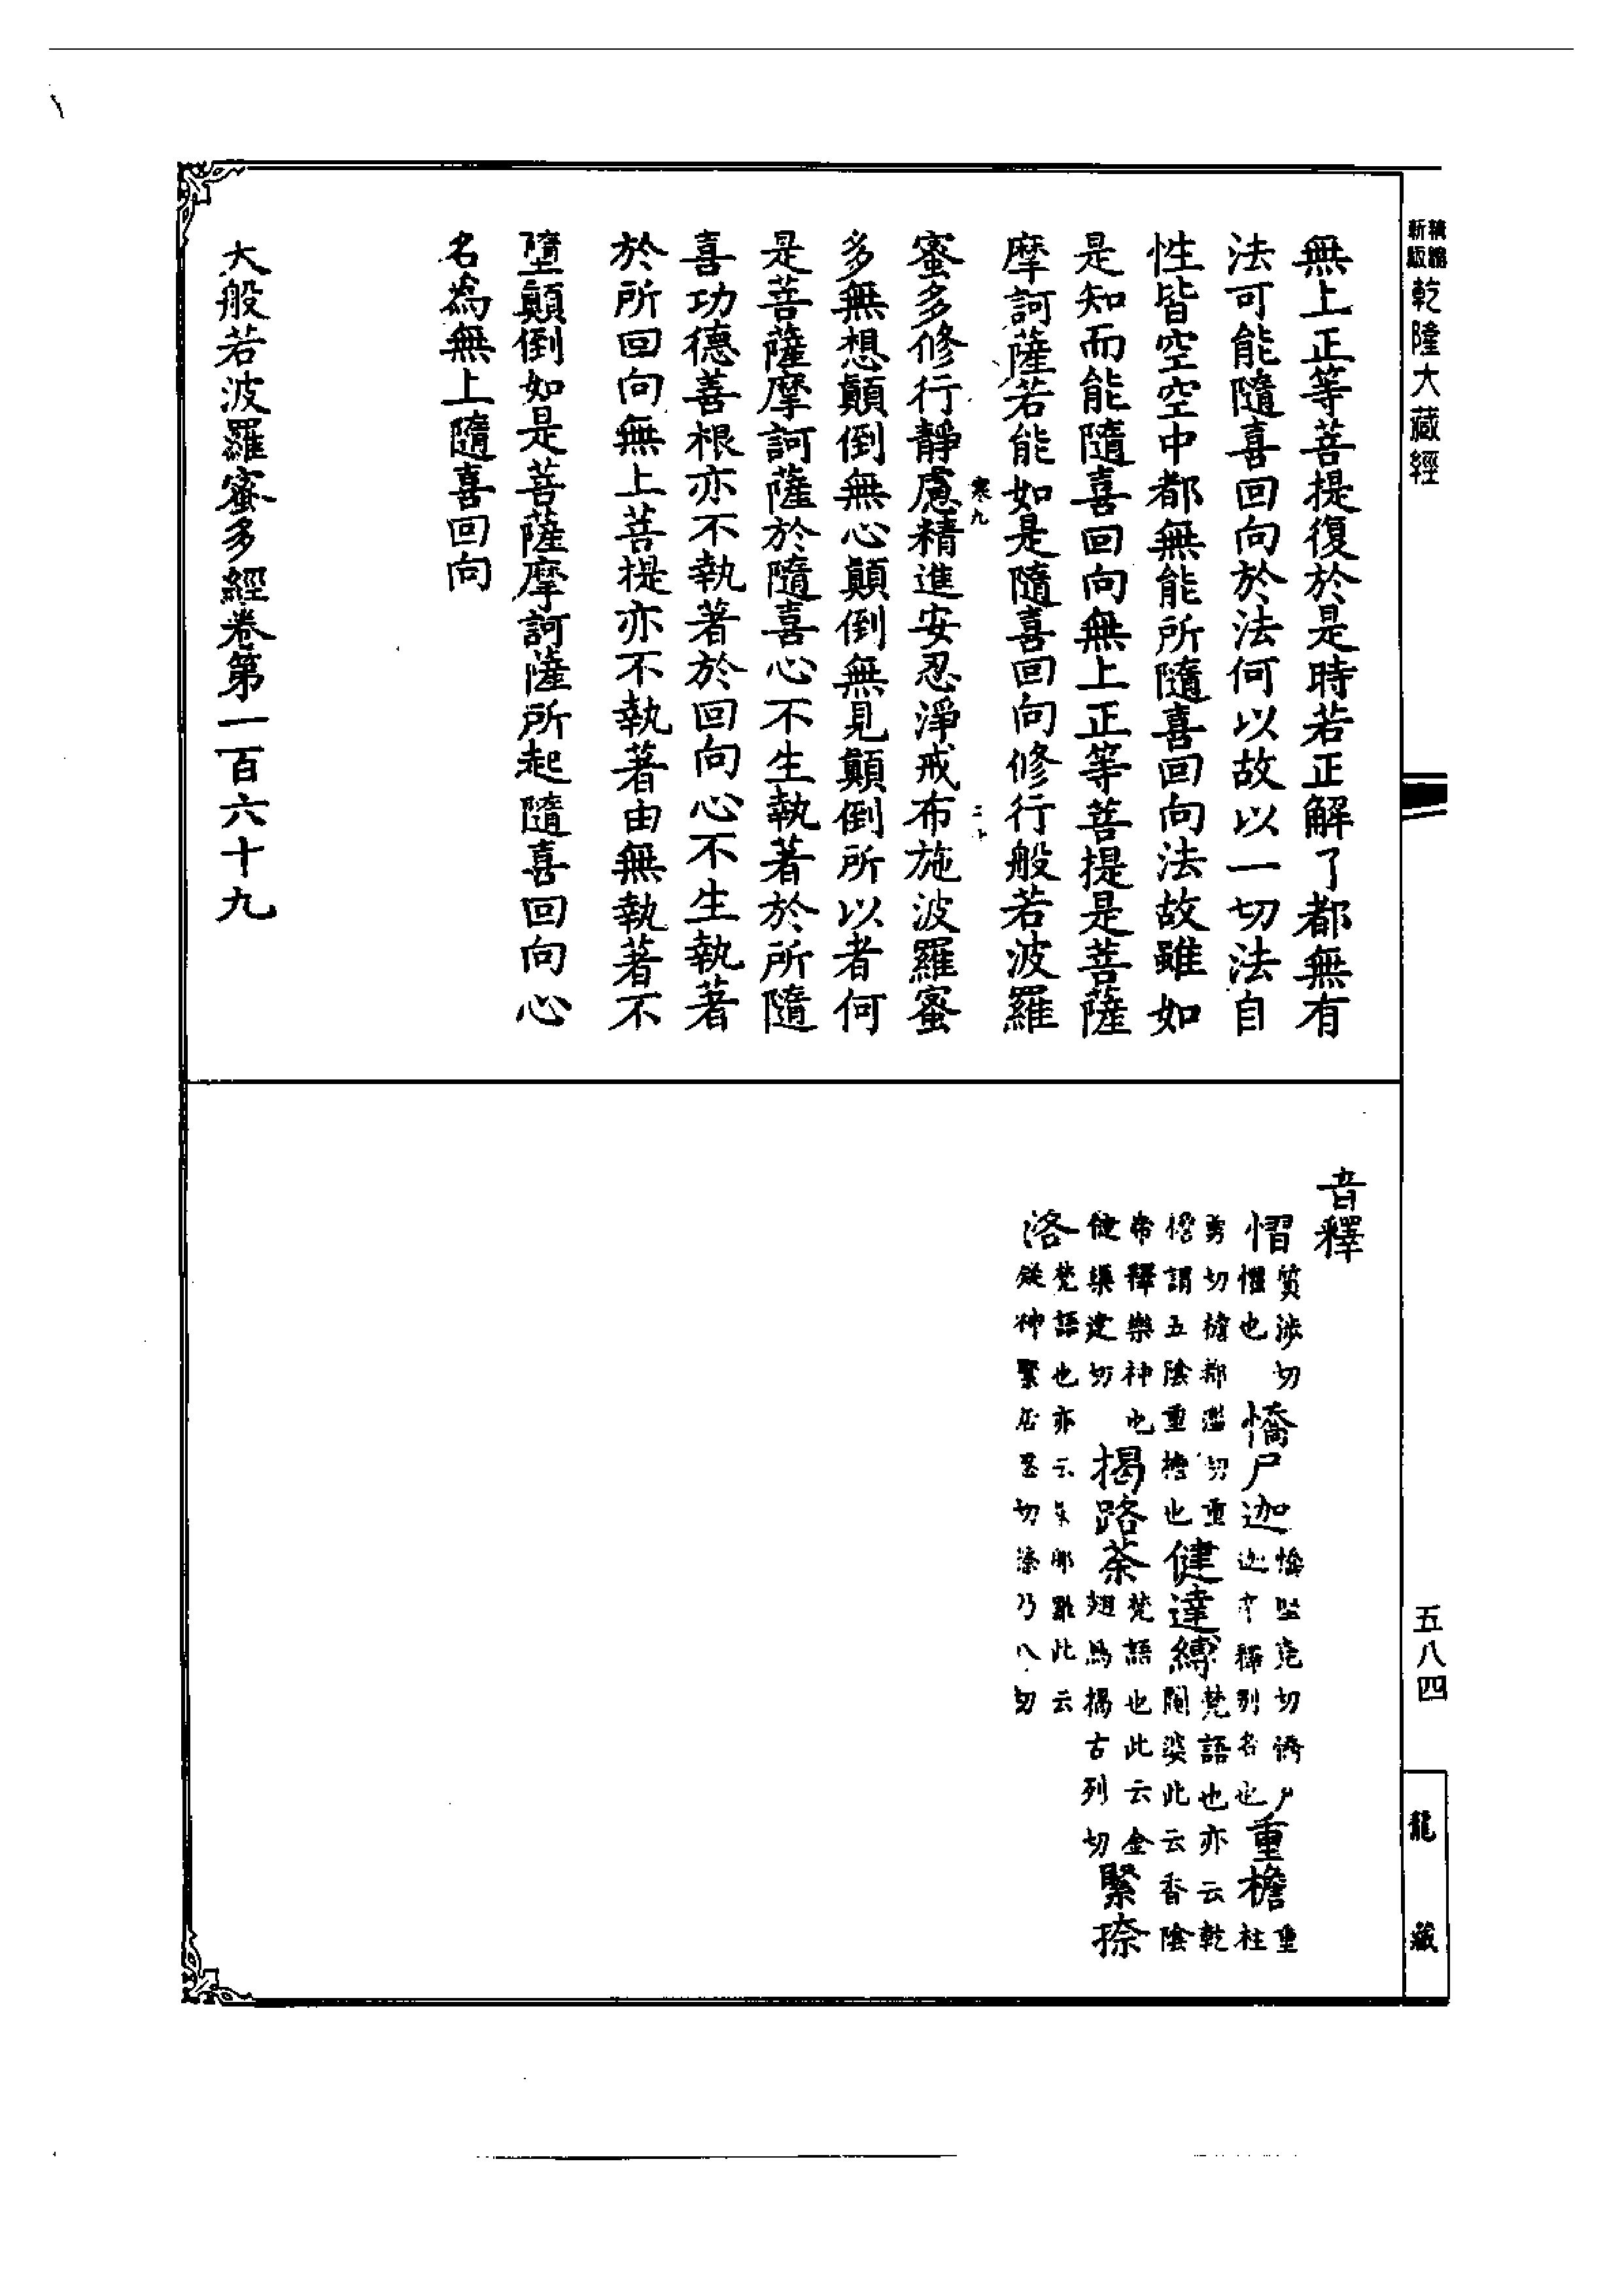 新版
精縮
乾隆大藏經
無上正等菩提復於是時若正解了都無有
法可能隨喜回向於法何以故以一切法自
性皆空空中都無能所隨喜回向法故雖如
是知而能隨喜回向無上正等菩提是菩薩
摩訶薩若能如是隨喜回向修行般若波羅
寒九
二十
蜜多修行靜慮精進安忍淨戒布施波羅蜜
多無想顛倒無心顛倒無見顛倒所以者何
是菩薩摩訶薩於隨喜心不生執著於所隨
喜功德善根亦不執著於回向心不生執著
於所回向無上菩提亦不執著由無執著不
墮顛倒如是菩薩摩訶薩所起隨喜回向心
名為無上隨喜回向
大般若波羅蜜多經卷第一百六十九
音釋
慴質涉切懼也 憍尸迦憍堅堯切憍尸迦帝釋別名也 重檐重柱
勇切檐都濫切重檐謂五陰重檐也 健達縛梵語也亦云乾闥婆此云香陰
帝釋樂神也健渠建切 揭路荼梵語也此云金翅鳥揭古列切 緊捺
洛梵語也亦云 那羅此云 神緊居 切捺乃八切
五八四
龍藏